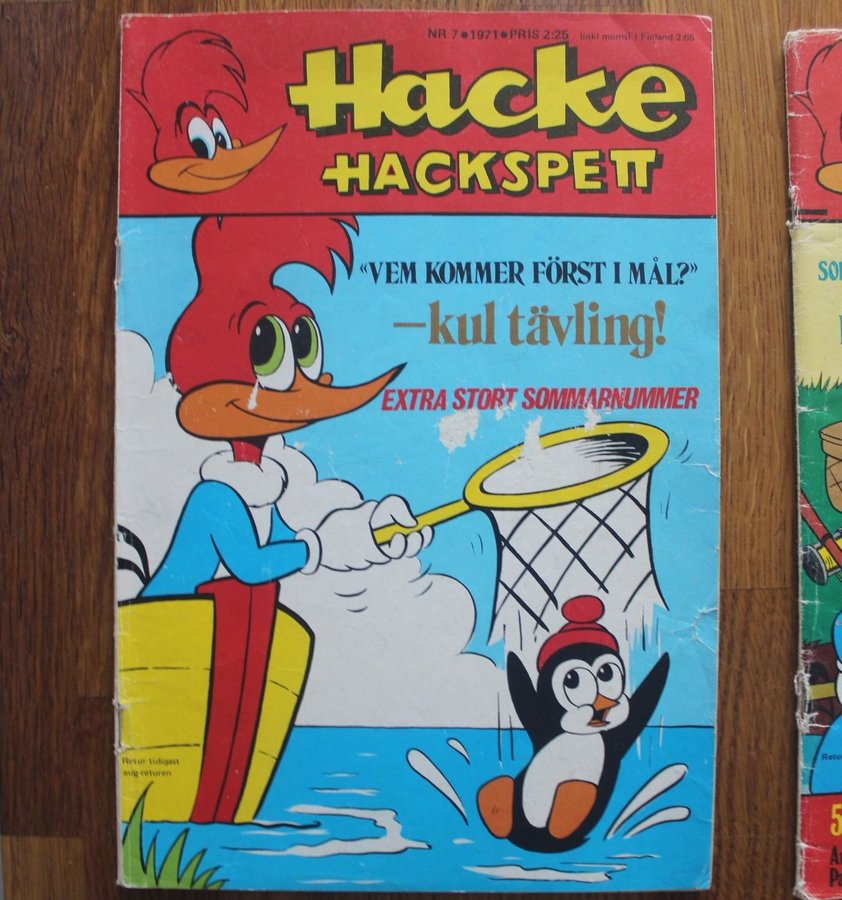 NR 7 • 1971 • PRIS 2:25 (inkl moms) I Finland 2.65
Hacke
HACKSPETT
«VEM KOMMER FÖRST I MÅL?»
—kul tävling!
EXTRA STORT SOMMARNUMMER
Retur tidigast
aug-returen
5